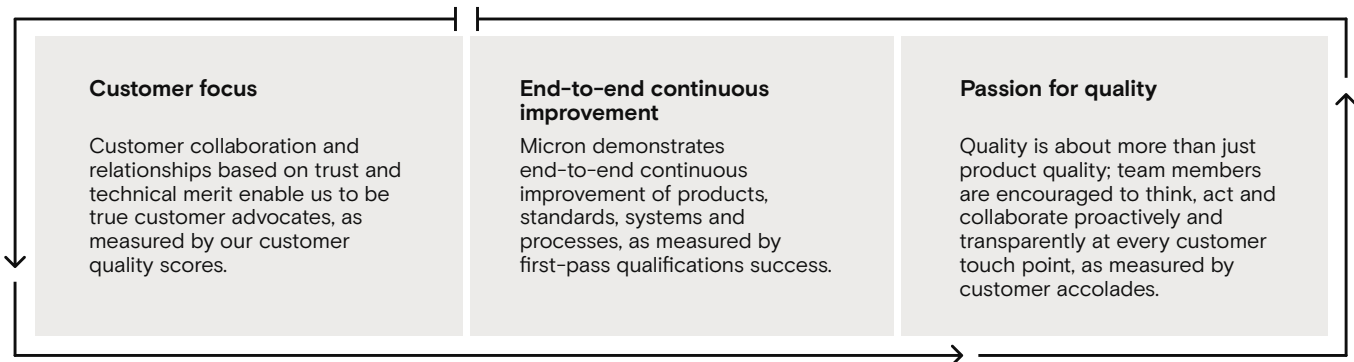 Customer focus
Customer collaboration and
relationships based on trust and
technical merit enable us to be
true customer advocates, as
measured by our customer
quality scores.
End-to-end continuous
improvement
Micron demonstrates
end-to-end continuous
improvement of products,
standards, systems and
processes, as measured by
first-pass qualifications success.
Passion for quality
Quality is about more than just
product quality; team members
are encouraged to think, act and
collaborate proactively and
transparently at every customer
touch point, as measured by
customer accolades.